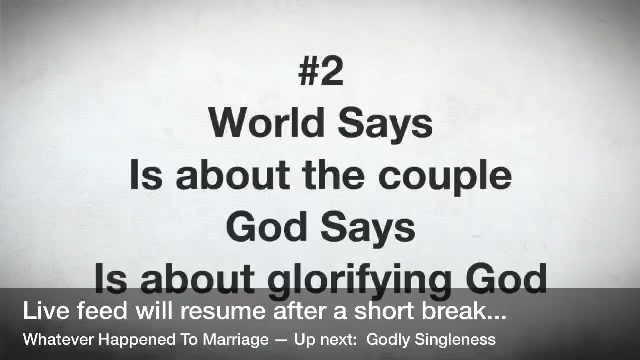 #2
World Says
Is about the couple
God Says
Is about glorifying God
Live feed will resume after a short break...
Whatever Happened To Marriage — Up next:  Godly Singleness